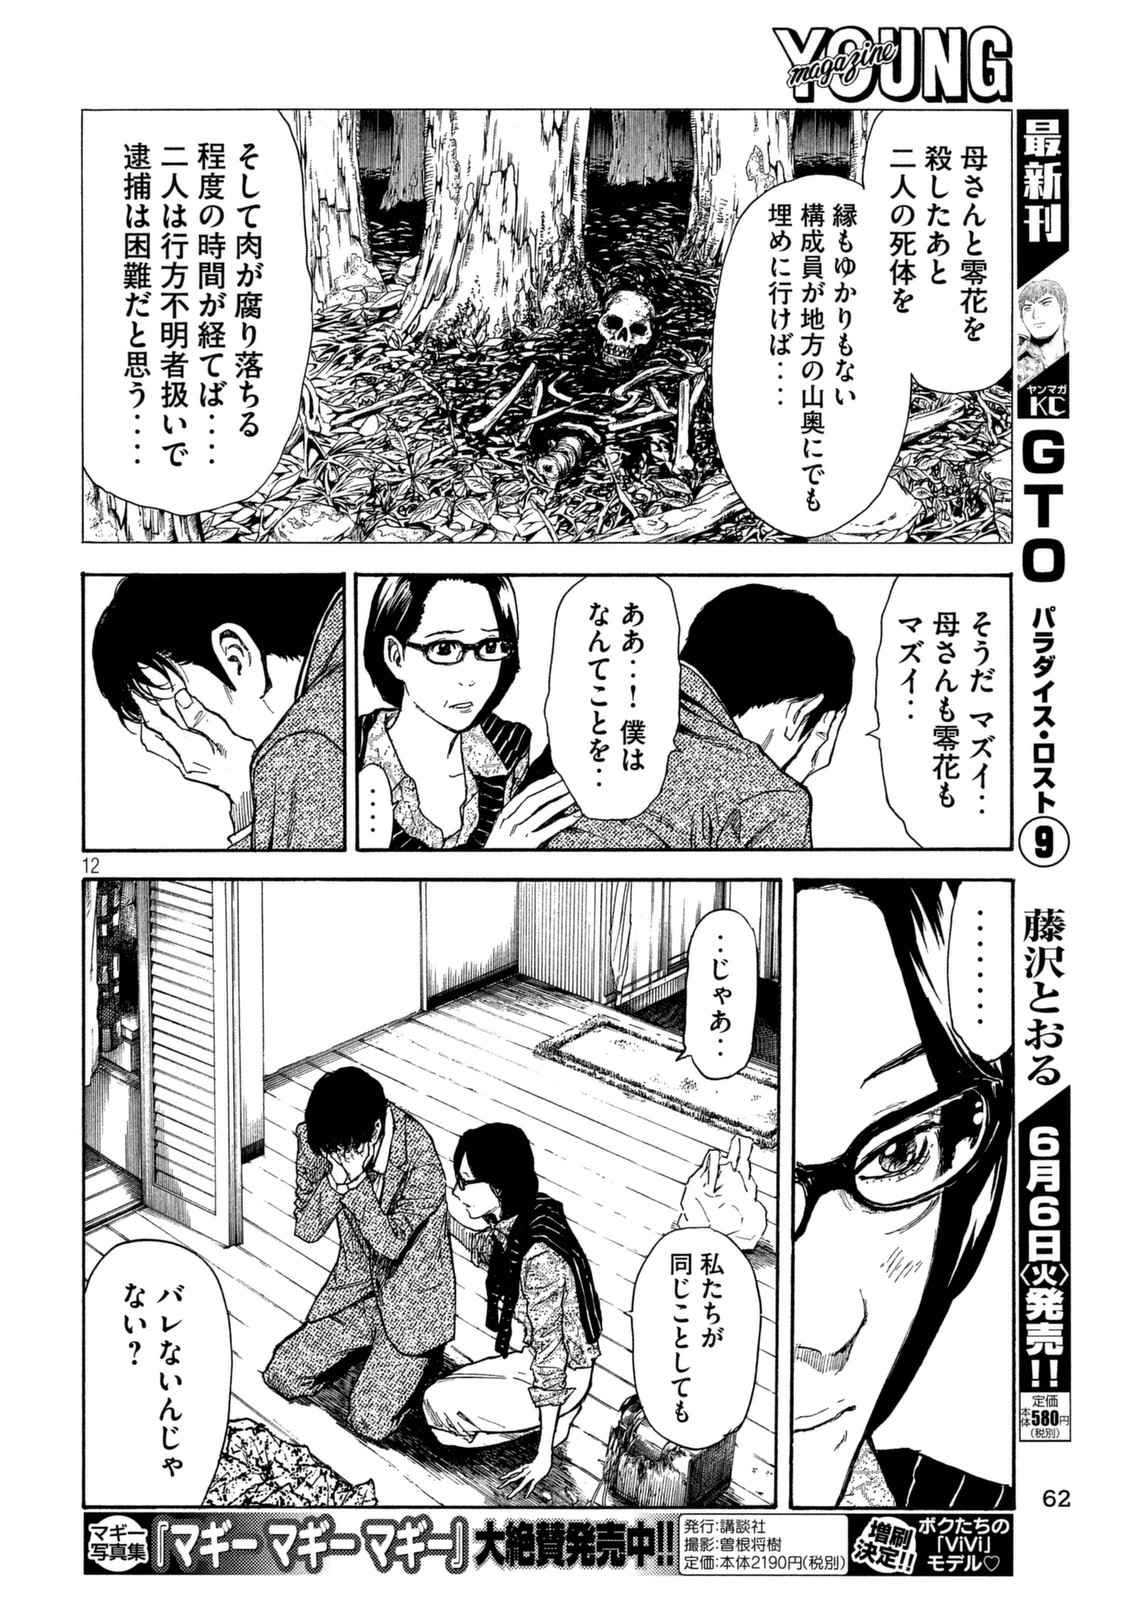 YOUNG
magazine
母さんと零花を
殺したあと
二人の死体を
縁もゆかりもない
構成員が地方の山奥にでも
埋めに行けば‥‥
そして肉が腐り落ちる
程度の時間が経てば‥‥
二人は行方不明者扱いで
逮捕は困難だと思う‥‥
そうだ マズイ‥
母さんも零花も
マズイ‥
ああ‥！僕は
なんてことを‥
‥‥
12
‥‥‥‥
‥じゃあ‥
私たちが
同じことしても
バレないんじゃ
ない？
最新刊
ヤンマガ
KC
GTO
パラダイス・ロスト⑨
藤沢とおる
6月6日〈火〉発売!!
定価
本体580円
(税別)
62
マギー
写真集
『マギー マギー マギー』大絶賛発売中!!
発行：講談社
撮影：曽根将樹
定価：本体2190円(税別)
増刷
決定!!
ボクたちの
「ViVi」
モデル♡